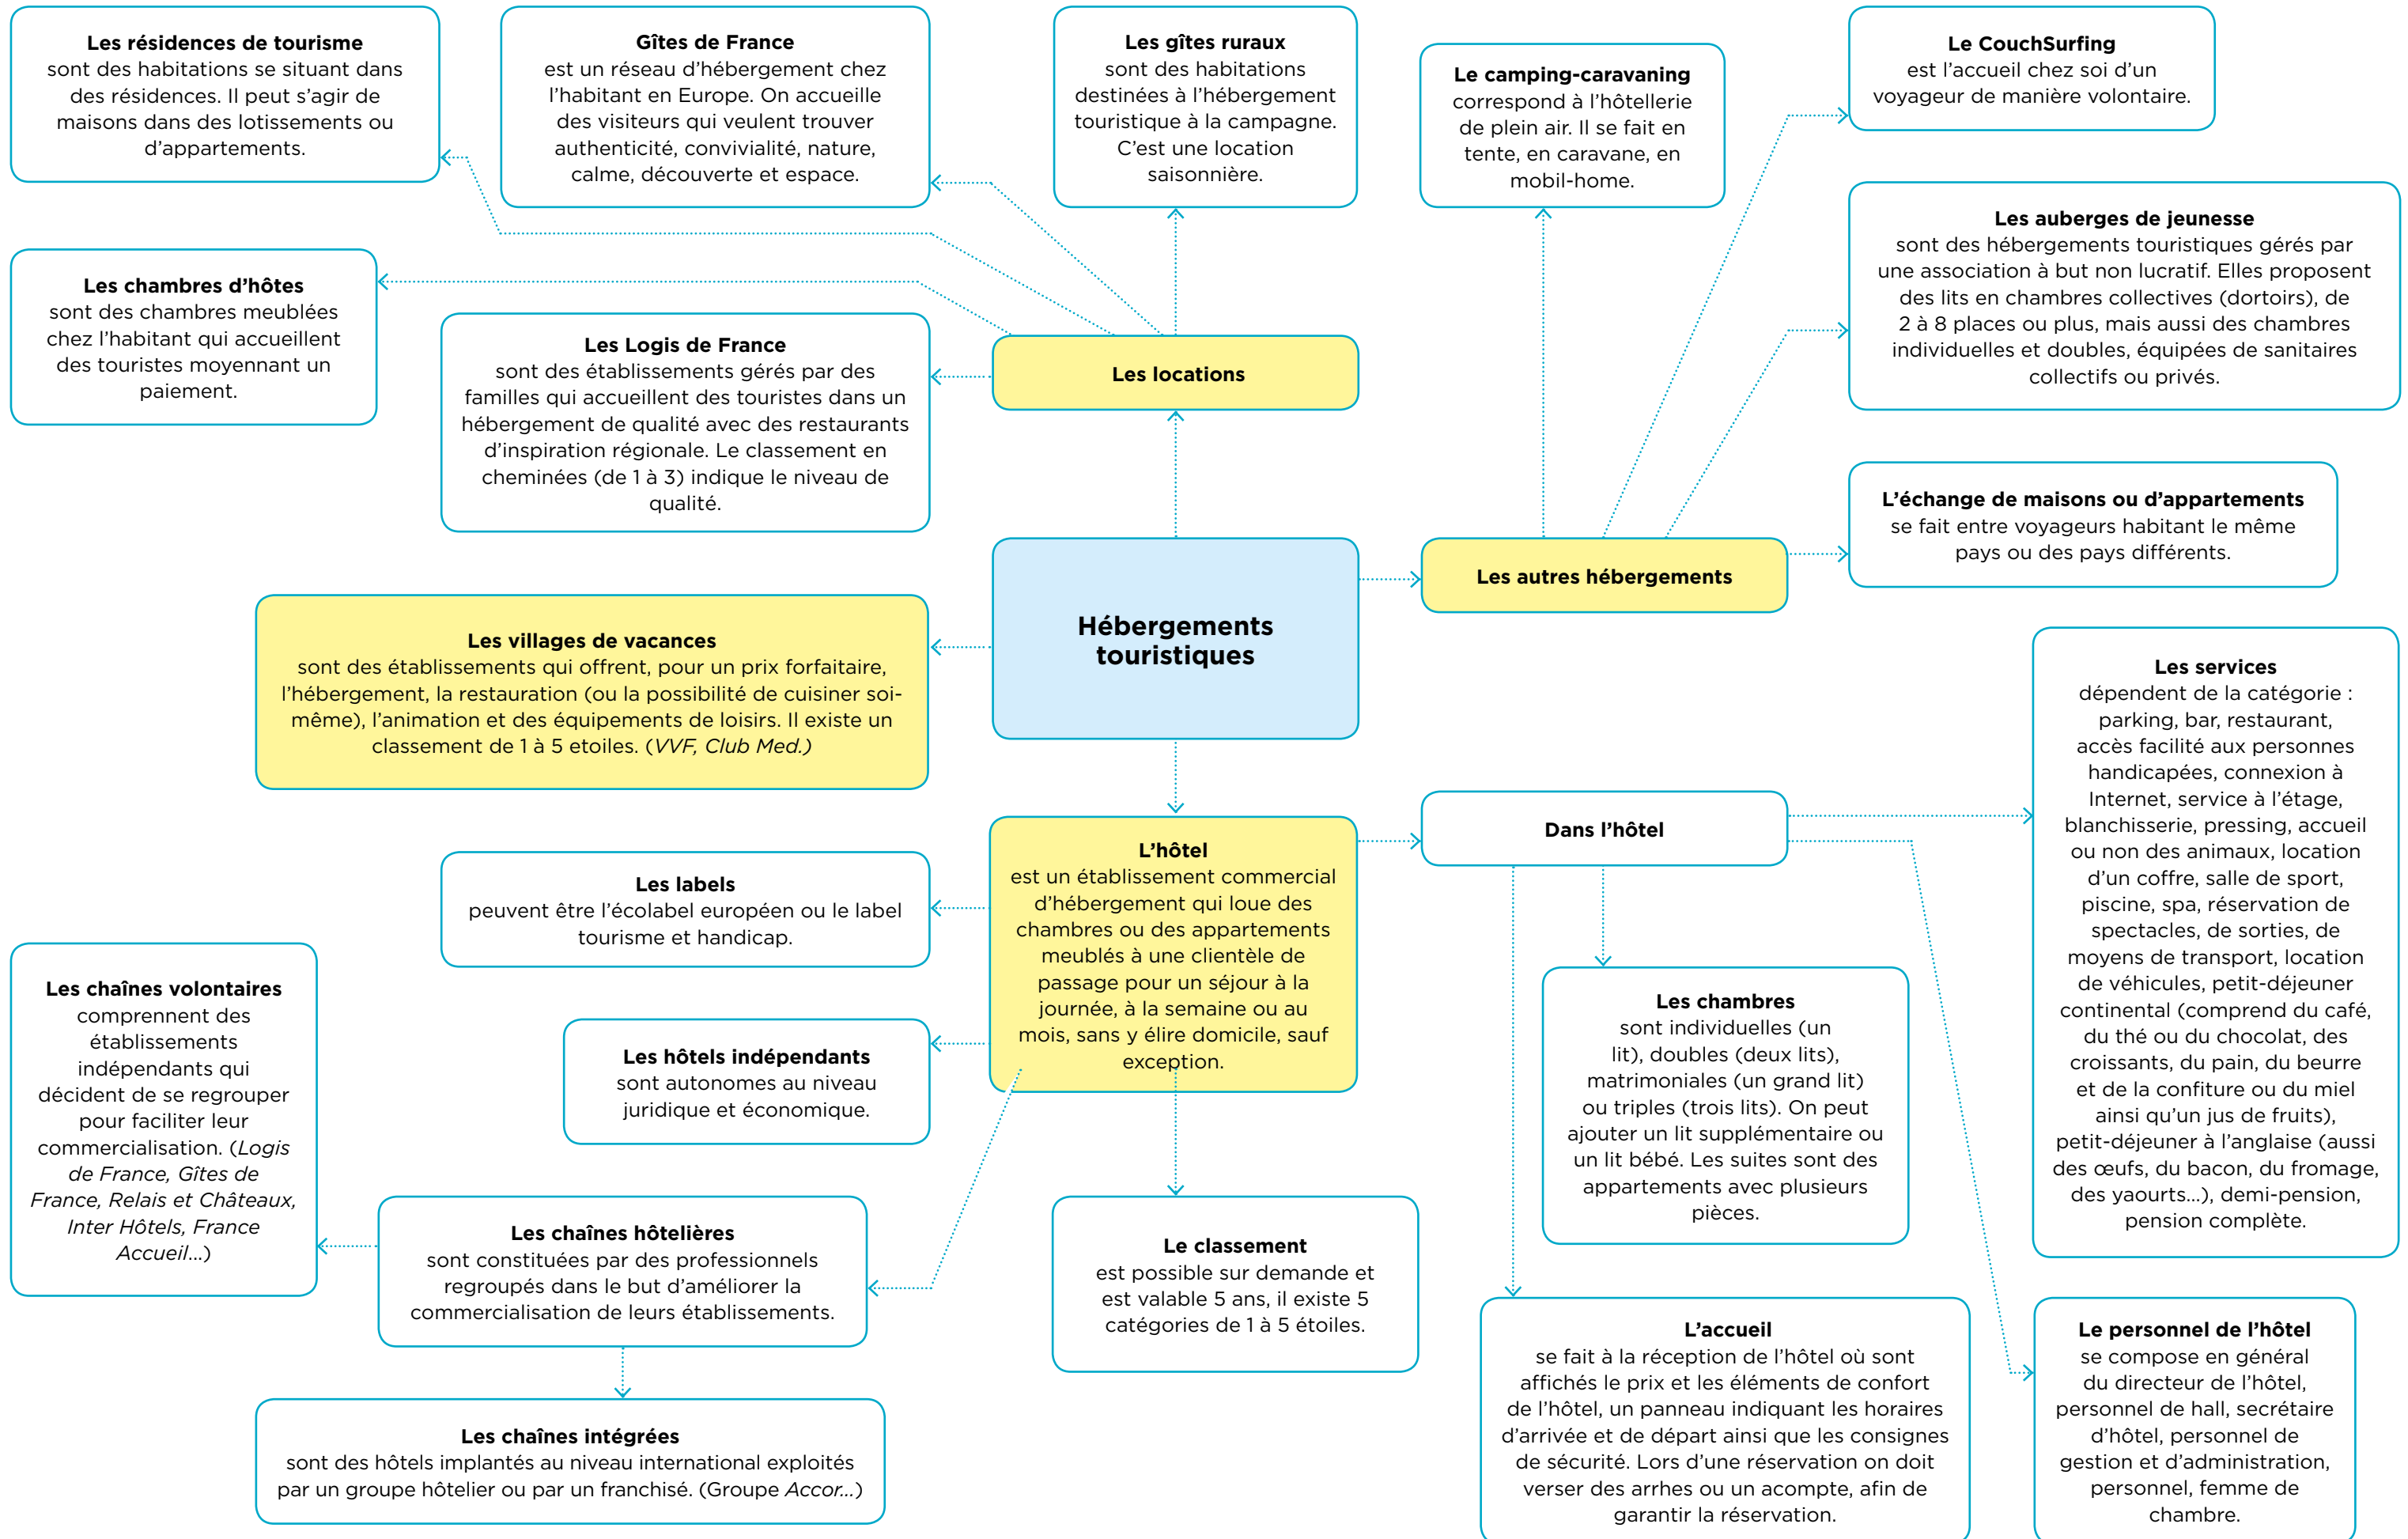 Les résidences de tourisme
sont des habitations se situant dans
des résidences. Il peut s’agir de
maisons dans des lotissements ou
d’appartements.
Gîtes de France
est un réseau d’hébergement chez
l’habitant en Europe. On accueille
des visiteurs qui veulent trouver
authenticité, convivialité, nature,
calme, découverte et espace.
Les gîtes ruraux
sont des habitations
destinées à l’hébergement
touristique à la campagne.
C’est une location
saisonnière.
Le camping-caravaning
correspond à l’hôtellerie
de plein air. Il se fait en
tente, en caravane, en
mobil-home.
Le CouchSurfing
est l’accueil chez soi d’un
voyageur de manière volontaire.
Les auberges de jeunesse
sont des hébergements touristiques gérés par
une association à but non lucratif. Elles proposent
des lits en chambres collectives (dortoirs), de
2 à 8 places ou plus, mais aussi des chambres
individuelles et doubles, équipées de sanitaires
collectifs ou privés.
Les chambres d’hôtes
sont des chambres meublées
chez l’habitant qui accueillent
des touristes moyennant un
paiement.
Les Logis de France
sont des établissements gérés par des
familles qui accueillent des touristes dans un
hébergement de qualité avec des restaurants
d’inspiration régionale. Le classement en
cheminées (de 1 à 3) indique le niveau de
qualité.
Les locations
L’échange de maisons ou d’appartements
se fait entre voyageurs habitant le même
pays ou des pays différents.
Les autres hébergements
Hébergements
touristiques
Les villages de vacances
sont des établissements qui offrent, pour un prix forfaitaire,
l’hébergement, la restauration (ou la possibilité de cuisiner soi-
même), l’animation et des équipements de loisirs. Il existe un
classement de 1 à 5 etoiles. (VVF, Club Med.)
Les services
dépendent de la catégorie :
parking, bar, restaurant,
accès facilité aux personnes
handicapées, connexion à
Internet, service à l’étage,
blanchisserie, pressing, accueil
ou non des animaux, location
d’un coffre, salle de sport,
piscine, spa, réservation de
spectacles, de sorties, de
moyens de transport, location
de véhicules, petit-déjeuner
continental (comprend du café,
du thé ou du chocolat, des
croissants, du pain, du beurre
et de la confiture ou du miel
ainsi qu’un jus de fruits),
petit-déjeuner à l’anglaise (aussi
des œufs, du bacon, du fromage,
des yaourts...), demi-pension,
pension complète.
Dans l’hôtel
L’hôtel
est un établissement commercial
d’hébergement qui loue des
chambres ou des appartements
meublés à une clientèle de
passage pour un séjour à la
journée, à la semaine ou au
mois, sans y élire domicile, sauf
exception.
Les labels
peuvent être l’écolabel européen ou le label
tourisme et handicap.
Les hôtels indépendants
sont autonomes au niveau
juridique et économique.
Les chaînes volontaires
comprennent des
établissements
indépendants qui
décident de se regrouper
pour faciliter leur
commercialisation. (Logis
de France, Gîtes de
France, Relais et Châteaux,
Inter Hôtels, France
Accueil...)
Les chambres
sont individuelles (un
lit), doubles (deux lits),
matrimoniales (un grand lit)
ou triples (trois lits). On peut
ajouter un lit supplémentaire ou
un lit bébé. Les suites sont des
appartements avec plusieurs
pièces.
Les chaînes hôtelières
sont constituées par des professionnels
regroupés dans le but d’améliorer la
commercialisation de leurs établissements.
Le classement
est possible sur demande et
est valable 5 ans, il existe 5
catégories de 1 à 5 étoiles.
L’accueil
se fait à la réception de l’hôtel où sont
affichés le prix et les éléments de confort
de l’hôtel, un panneau indiquant les horaires
d’arrivée et de départ ainsi que les consignes
de sécurité. Lors d’une réservation on doit
verser des arrhes ou un acompte, afin de
garantir la réservation.
Le personnel de l’hôtel
se compose en général
du directeur de l’hôtel,
personnel de hall, secrétaire
d’hôtel, personnel de
gestion et d’administration,
personnel, femme de
chambre.
Les chaînes intégrées
sont des hôtels implantés au niveau international exploités
par un groupe hôtelier ou par un franchisé. (Groupe Accor...)